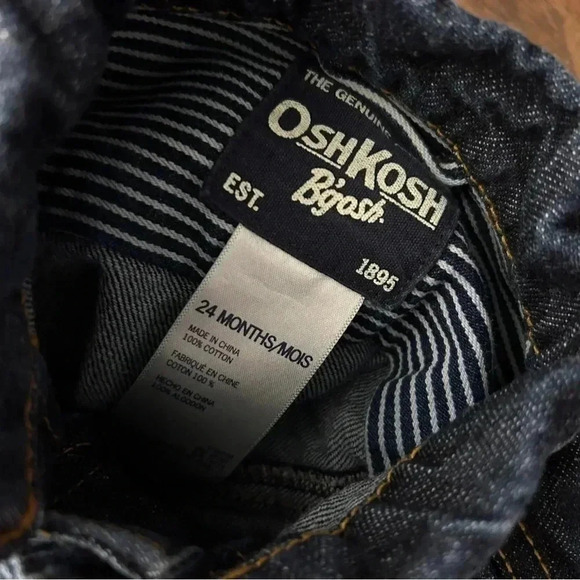 THE GENUINE
OSHKOSH
B'gosh.
EST. 1895
24 MONTHS/MOIS
MADE IN CHINA
100% COTTON
FABRIQUÉ EN CHINE
COTON 100 %
HECHO EN CHINA
100% ALGODÓN